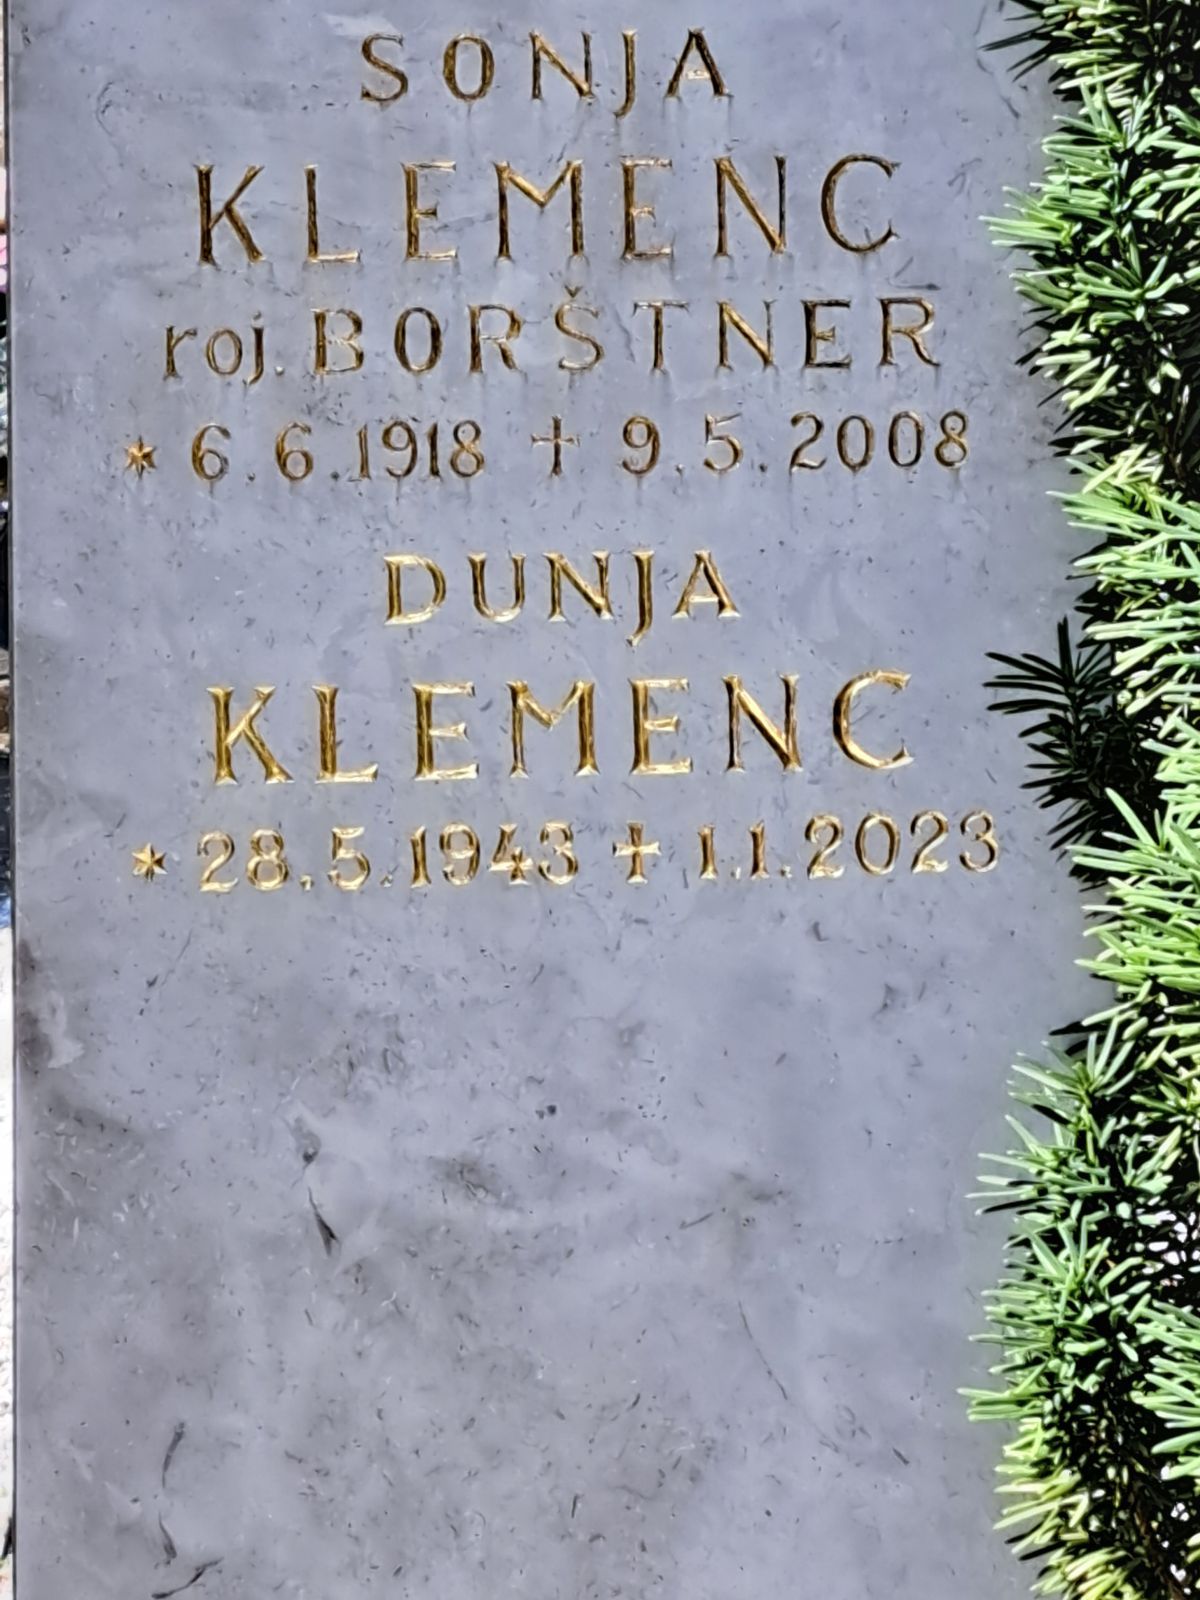 SONJA
KLEMENC
roj. BORŠTNER
* 6.6.1918 † 9.5.2008
DUNJA
KLEMENC
* 28.5.1943 † 1.1.2023